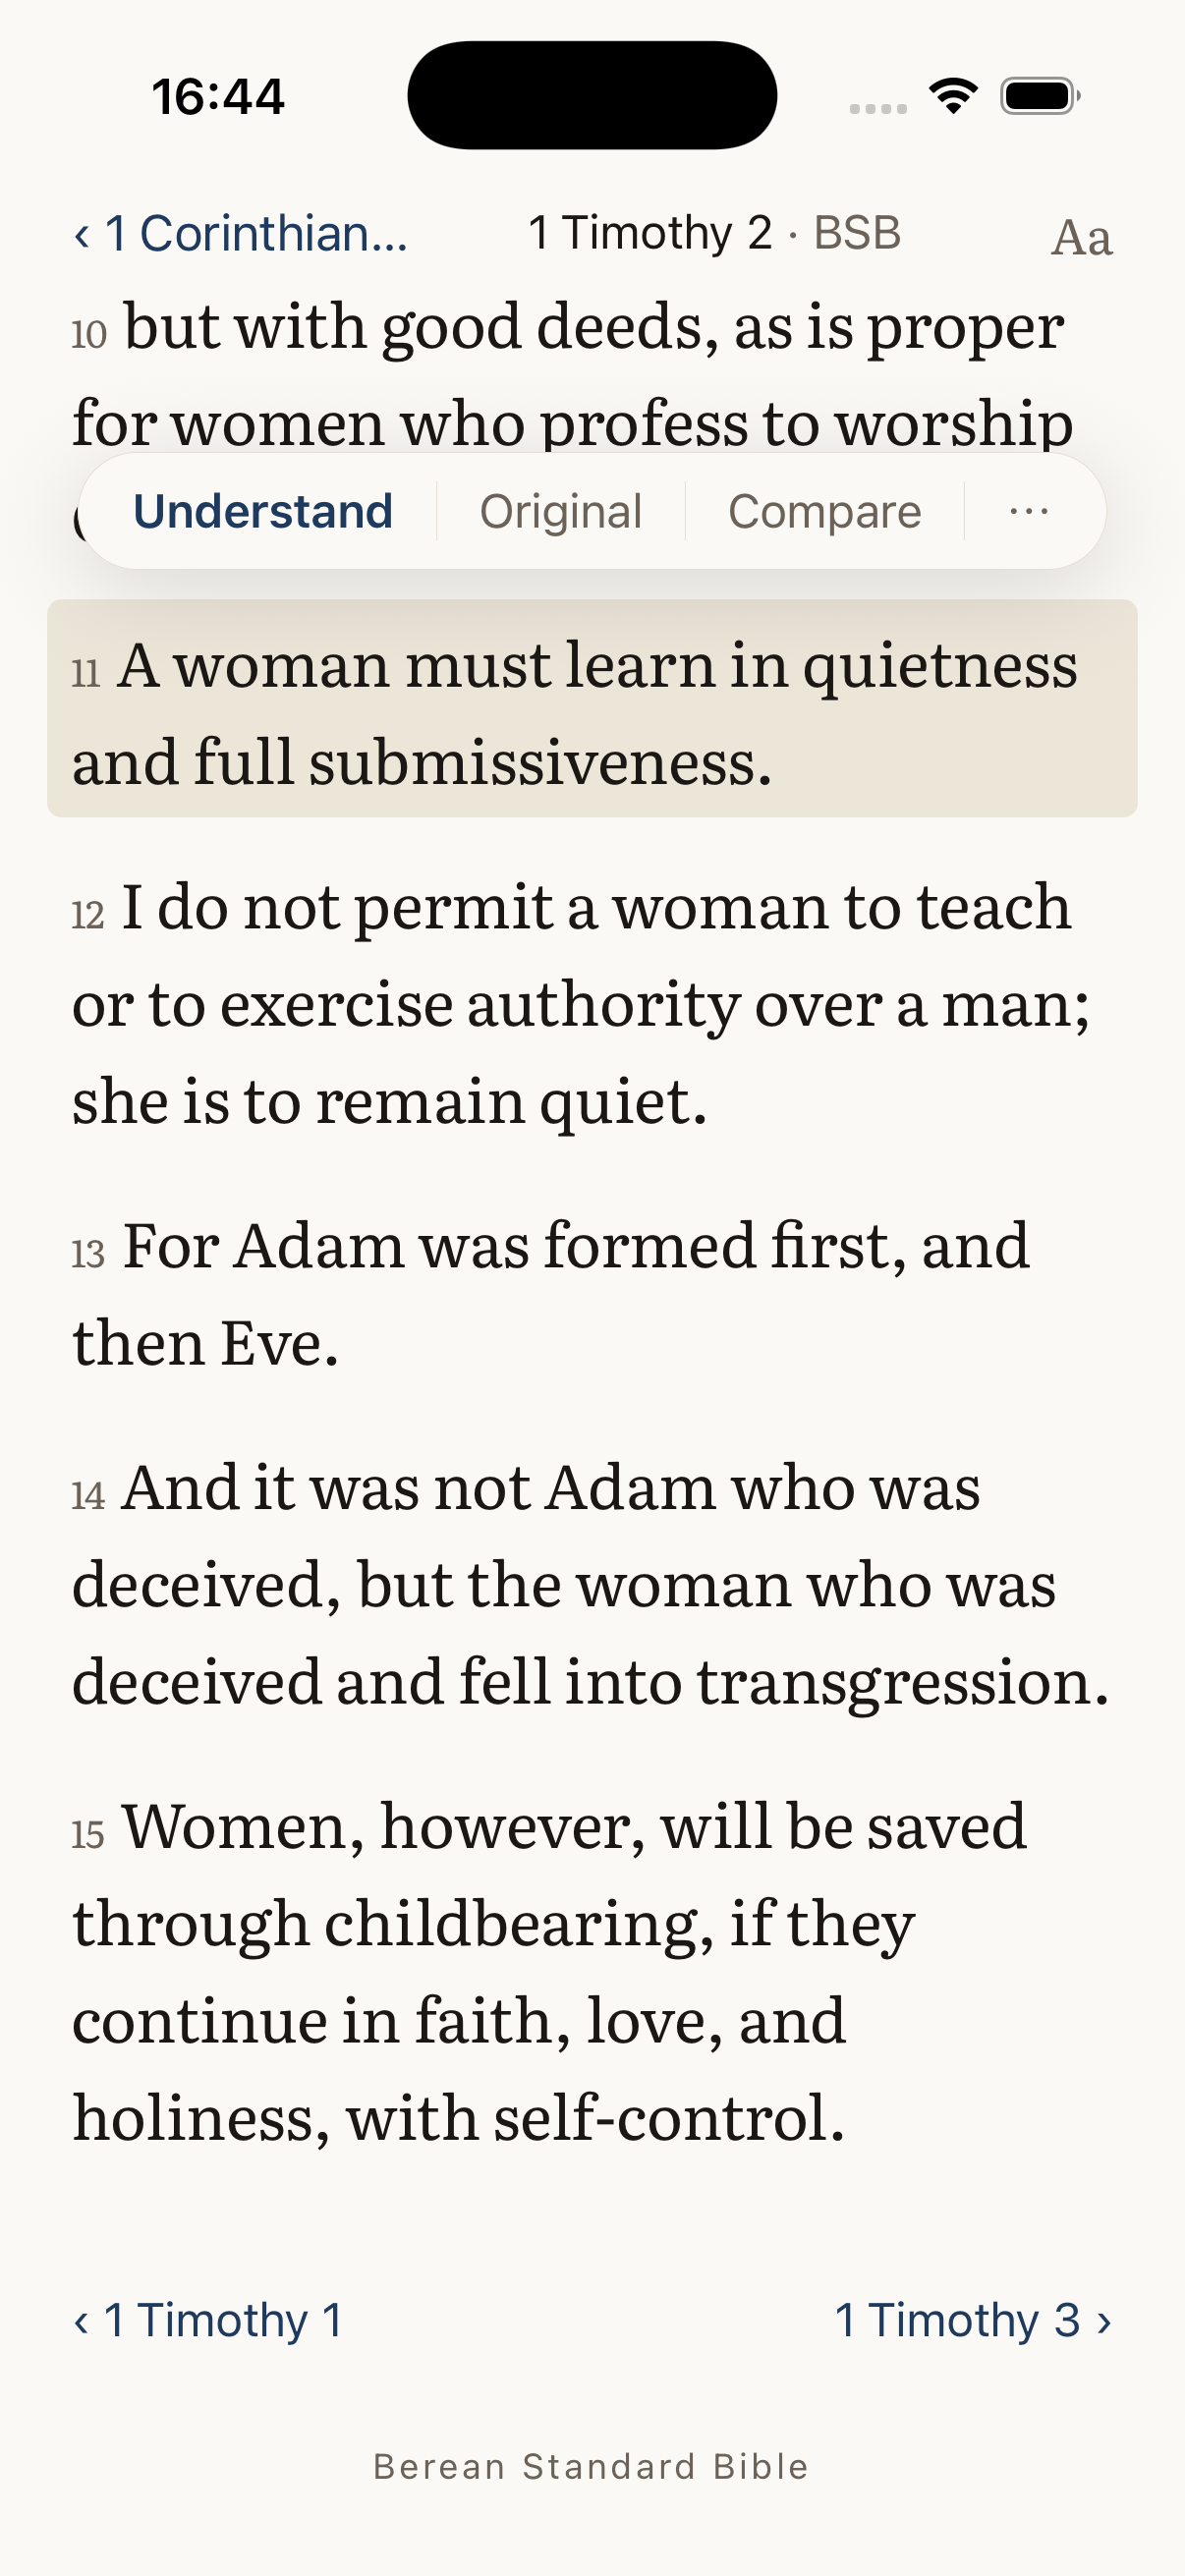 16:44
‹ 1 Corinthian... 1 Timothy 2 · BSB Aa
10 but with good deeds, as is proper
for women who profess to worship
Understand Original Compare ···
11 A woman must learn in quietness
and full submissiveness.
12 I do not permit a woman to teach
or to exercise authority over a man;
she is to remain quiet.
13 For Adam was formed first, and
then Eve.
14 And it was not Adam who was
deceived, but the woman who was
deceived and fell into transgression.
15 Women, however, will be saved
through childbearing, if they
continue in faith, love, and
holiness, with self-control.
‹ 1 Timothy 1 1 Timothy 3 ›
Berean Standard Bible